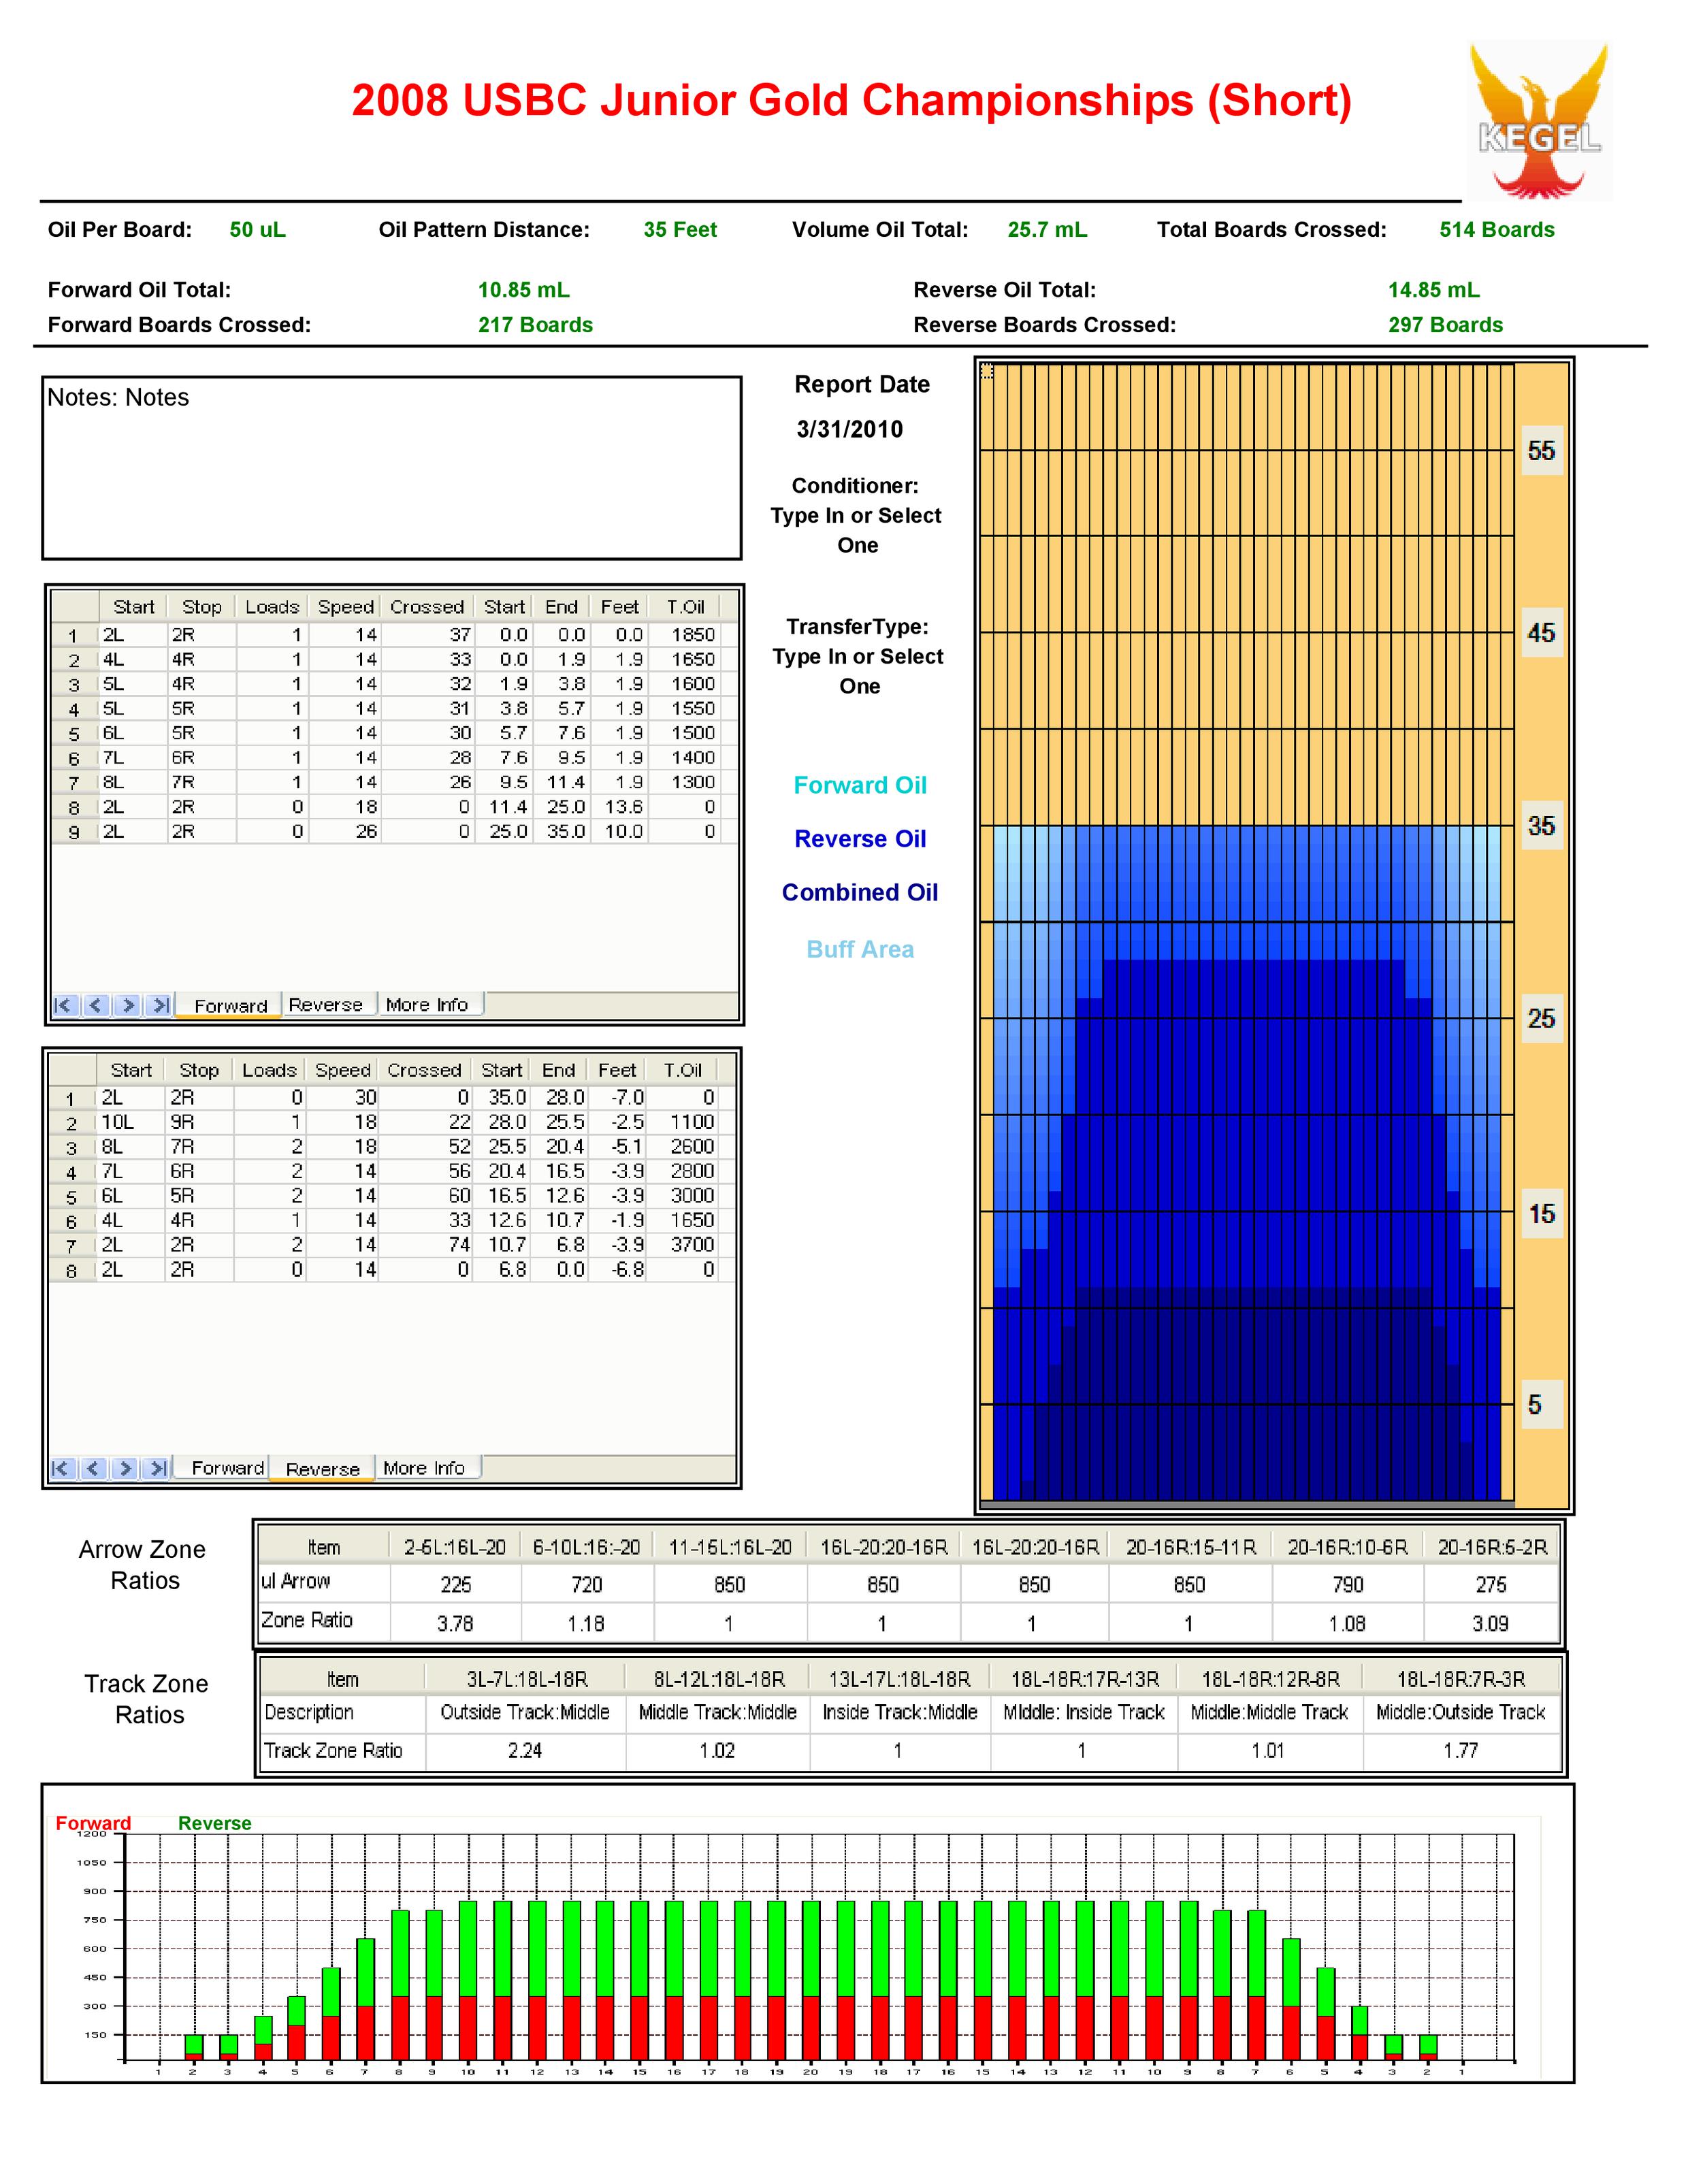 2008 USBC Junior Gold Championships (Short)
KEGEL
Oil Per Board: 50 uL Oil Pattern Distance: 35 Feet Volume Oil Total: 25.7 mL Total Boards Crossed: 514 Boards
Forward Oil Total: 10.85 mL Reverse Oil Total: 14.85 mL
Forward Boards Crossed: 217 Boards Reverse Boards Crossed: 297 Boards
Notes: Notes
Report Date
3/31/2010
Conditioner:
Type In or Select
One
TransferType:
Type In or Select
One
Forward Oil
Reverse Oil
Combined Oil
Buff Area
Start Stop Loads Speed Crossed Start End Feet T.Oil
1 2L 2R 1 14 37 0.0 0.0 0.0 1850
2 4L 4R 1 14 33 0.0 1.9 1.9 1650
3 5L 4R 1 14 32 1.9 3.8 1.9 1600
4 5L 5R 1 14 31 3.8 5.7 1.9 1550
5 6L 5R 1 14 30 5.7 7.6 1.9 1500
6 7L 6R 1 14 28 7.6 9.5 1.9 1400
7 8L 7R 1 14 26 9.5 11.4 1.9 1300
8 2L 2R 0 18 0 11.4 25.0 13.6 0
9 2L 2R 0 26 0 25.0 35.0 10.0 0
Forward Reverse More Info
Start Stop Loads Speed Crossed Start End Feet T.Oil
1 2L 2R 0 30 0 35.0 28.0 -7.0 0
2 10L 9R 1 18 22 28.0 25.5 -2.5 1100
3 8L 7R 2 18 52 25.5 20.4 -5.1 2600
4 7L 6R 2 14 56 20.4 16.5 -3.9 2800
5 6L 5R 2 14 60 16.5 12.6 -3.9 3000
6 4L 4R 1 14 33 12.6 10.7 -1.9 1650
7 2L 2R 2 14 74 10.7 6.8 -3.9 3700
8 2L 2R 0 14 0 6.8 0.0 -6.8 0
Forward Reverse More Info
55
45
35
25
15
5
Arrow Zone
Ratios
Item 2-5L:16L-20 6-10L:16:-20 11-15L:16L-20 16L-20:20-16R 16L-20:20-16R 20-16R:15-11R 20-16R:10-6R 20-16R:5-2R
ul Arrow 225 720 850 850 850 850 790 275
Zone Ratio 3.78 1.18 1 1 1 1 1.08 3.09
Track Zone
Ratios
Item 3L-7L:18L-18R 8L-12L:18L-18R 13L-17L:18L-18R 18L-18R:17R-13R 18L-18R:12R-8R 18L-18R:7R-3R
Description Outside Track:Middle Middle Track:Middle Inside Track:Middle MIddle: Inside Track Middle:Middle Track Middle:Outside Track
Track Zone Ratio 2.24 1.02 1 1 1.01 1.77
Forward Reverse
1200
1050
900
750
600
450
300
150
1 2 3 4 5 6 7 8 9 10 11 12 13 14 15 16 17 18 19 20 19 18 17 16 15 14 13 12 11 10 9 8 7 6 5 4 3 2 1